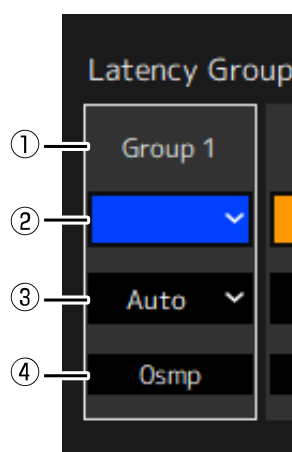 Latency Group
① Group 1
②
③ Auto
④ 0smp